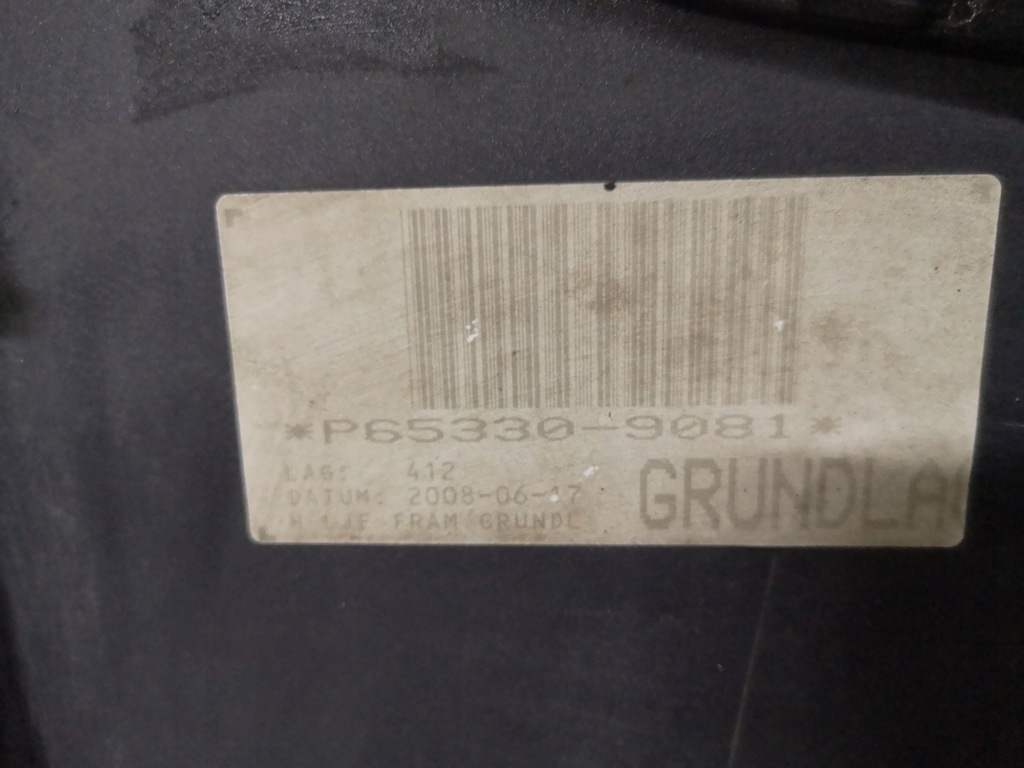 *P65330-9081*
LAG: 412
DATUM: 2008-06-17
FRAM GRUNDL
GRUNDLA